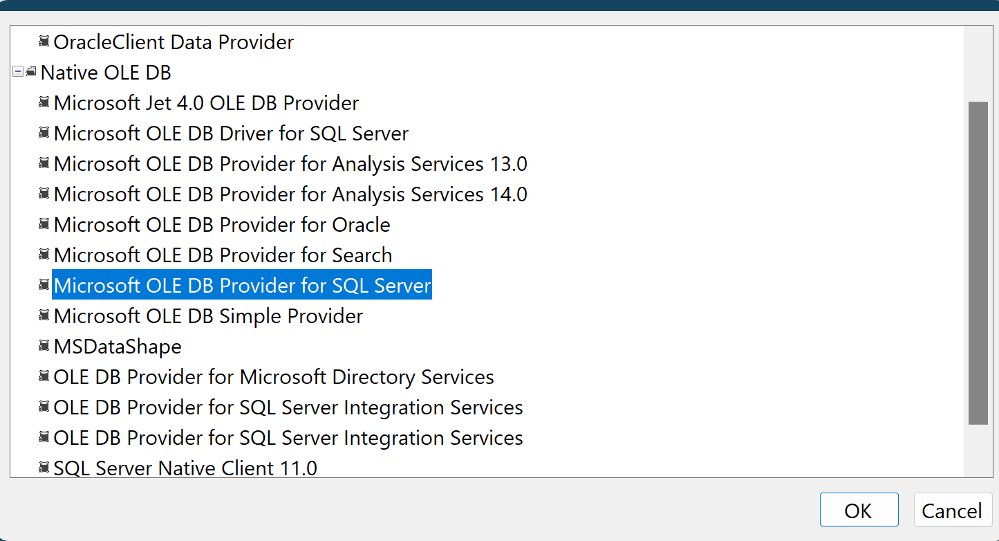 OracleClient Data Provider
Native OLE DB
Microsoft Jet 4.0 OLE DB Provider
Microsoft OLE DB Driver for SQL Server
Microsoft OLE DB Provider for Analysis Services 13.0
Microsoft OLE DB Provider for Analysis Services 14.0
Microsoft OLE DB Provider for Oracle
Microsoft OLE DB Provider for Search
Microsoft OLE DB Provider for SQL Server
Microsoft OLE DB Simple Provider
MSDataShape
OLE DB Provider for Microsoft Directory Services
OLE DB Provider for SQL Server Integration Services
OLE DB Provider for SQL Server Integration Services
SQL Server Native Client 11.0
OK Cancel